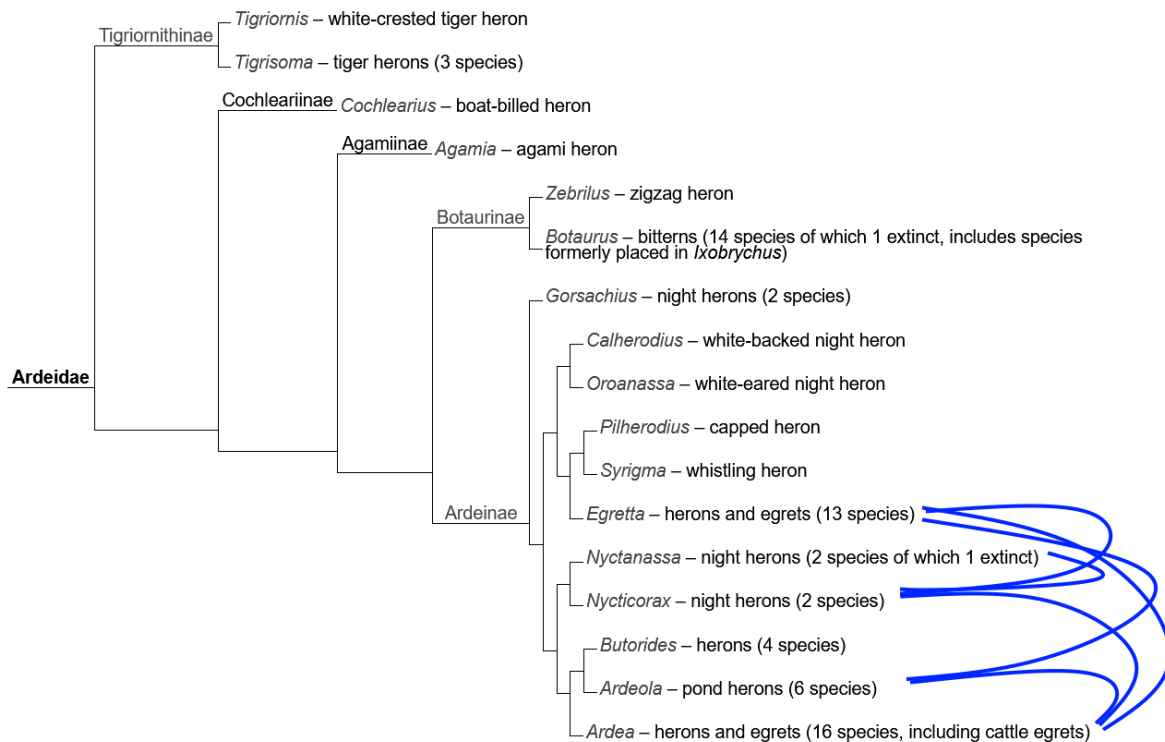 Tigriornis – white-crested tiger heron
Tigriornithinae
Tigrisoma – tiger herons (3 species)
Cochleariinae
Cochlearius – boat-billed heron
Agamiinae
Agamia – agami heron
Zebrilus – zigzag heron
Botaurinae
Botaurus – bitterns (14 species of which 1 extinct, includes species
formerly placed in Ixobrychus)
Gorsachius – night herons (2 species)
Calherodius – white-backed night heron
Ardeidae
Oroanassa – white-eared night heron
Pilherodius – capped heron
Syrigma – whistling heron
Ardeinae
Egretta – herons and egrets (13 species)
Nyctanassa – night herons (2 species of which 1 extinct)
Nycticorax – night herons (2 species)
Butorides – herons (4 species)
Ardeola – pond herons (6 species)
Ardea – herons and egrets (16 species, including cattle egrets)